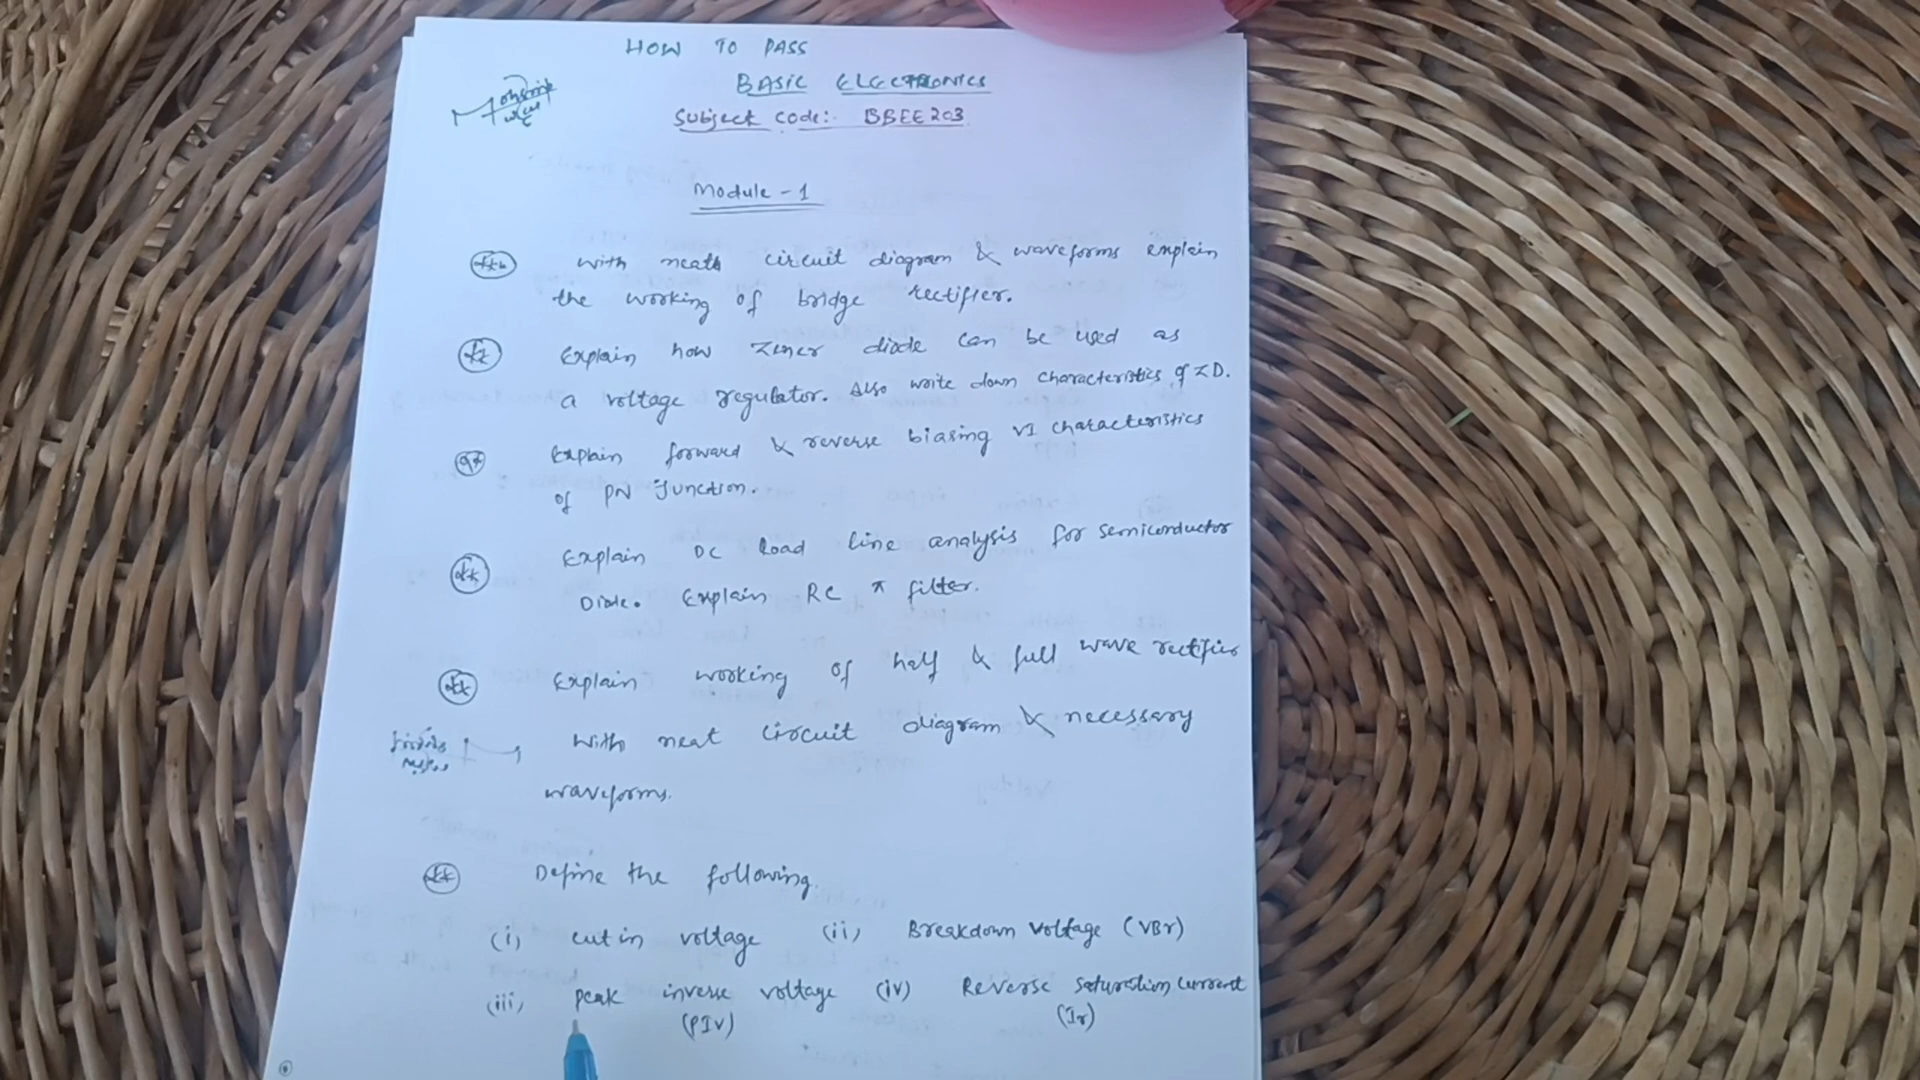 HOW TO PASS
BASIC ELECTRONICS
Subject code:- BBEE203
Module - 1
With neat circuit diagram & waveforms explain
the working of bridge rectifier.
Explain how Zener diode can be used as
a voltage regulator. Also write down characteristics of ZD.
Explain forward & reverse biasing VI characteristics
of PN Junction.
Explain DC load line analysis for semiconductor
Diode. Explain RC π filter.
Explain working of half & full wave rectifier
with neat circuit diagram & necessary
waveforms.
Define the following.
(i) cut in voltage (ii) Breakdown Voltage (VBr)
(iii) peak inverse voltage (iv) Reverse saturation current
(PIV) (Ir)